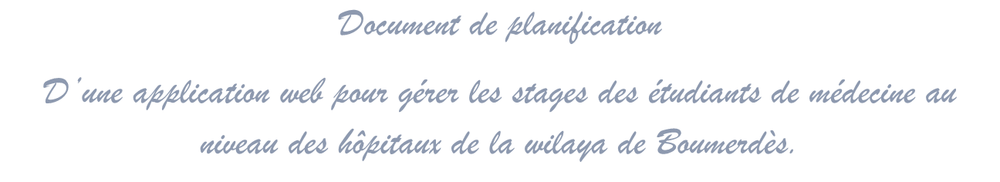 Document de planification
D'une application web pour gérer les stages des étudiants de médecine au
niveau des hôpitaux de la wilaya de Boumerdès.